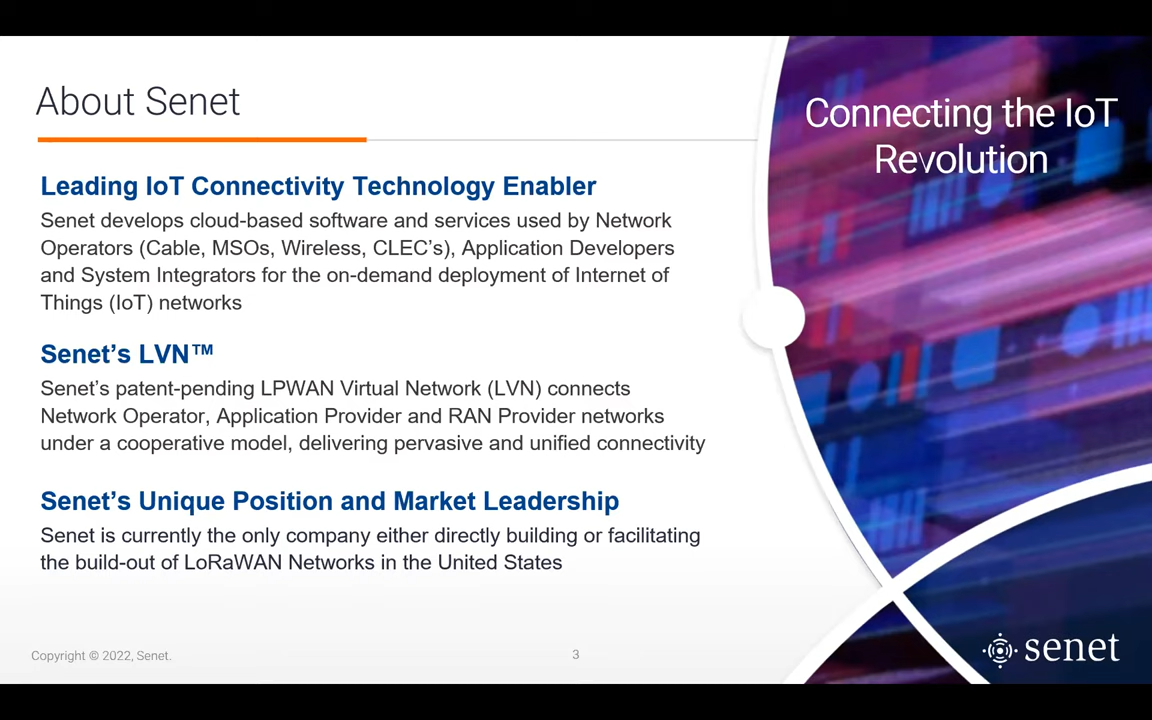 About Senet
Connecting the IoT
Revolution
Leading IoT Connectivity Technology Enabler
Senet develops cloud-based software and services used by Network
Operators (Cable, MSOs, Wireless, CLEC’s), Application Developers
and System Integrators for the on-demand deployment of Internet of
Things (IoT) networks
Senet’s LVN™
Senet’s patent-pending LPWAN Virtual Network (LVN) connects
Network Operator, Application Provider and RAN Provider networks
under a cooperative model, delivering pervasive and unified connectivity
Senet’s Unique Position and Market Leadership
Senet is currently the only company either directly building or facilitating
the build-out of LoRaWAN Networks in the United States
Copyright © 2022, Senet.
3
senet